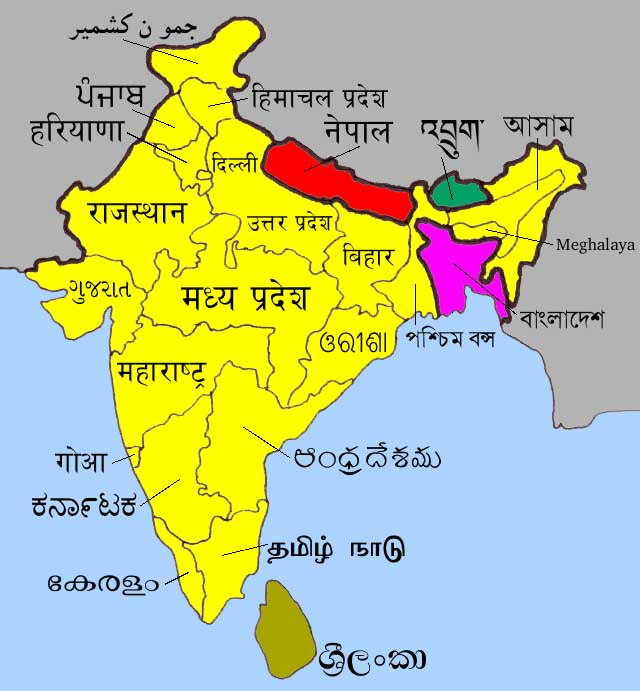 جمو ن کشمیر
ਪੰਜਾਬ
हिमाचल प्रदेश
हरियाणा
दिल्ली
नेपाल
འབྲུག
আসাম
राजस्थान
उत्तर प्रदेश
बिहार
Meghalaya
ગુજરાત
मध्य प्रदेश
বাংলাদেশ
ଓରୀଶା
পশ্চিম বঙ্গ
महाराष्ट्र
गोआ
ఆంధ్రదేశము
ಕರ್ನಾಟಕ
தமிழ் நாடு
കേരളം
ශ්‍රීලංකා